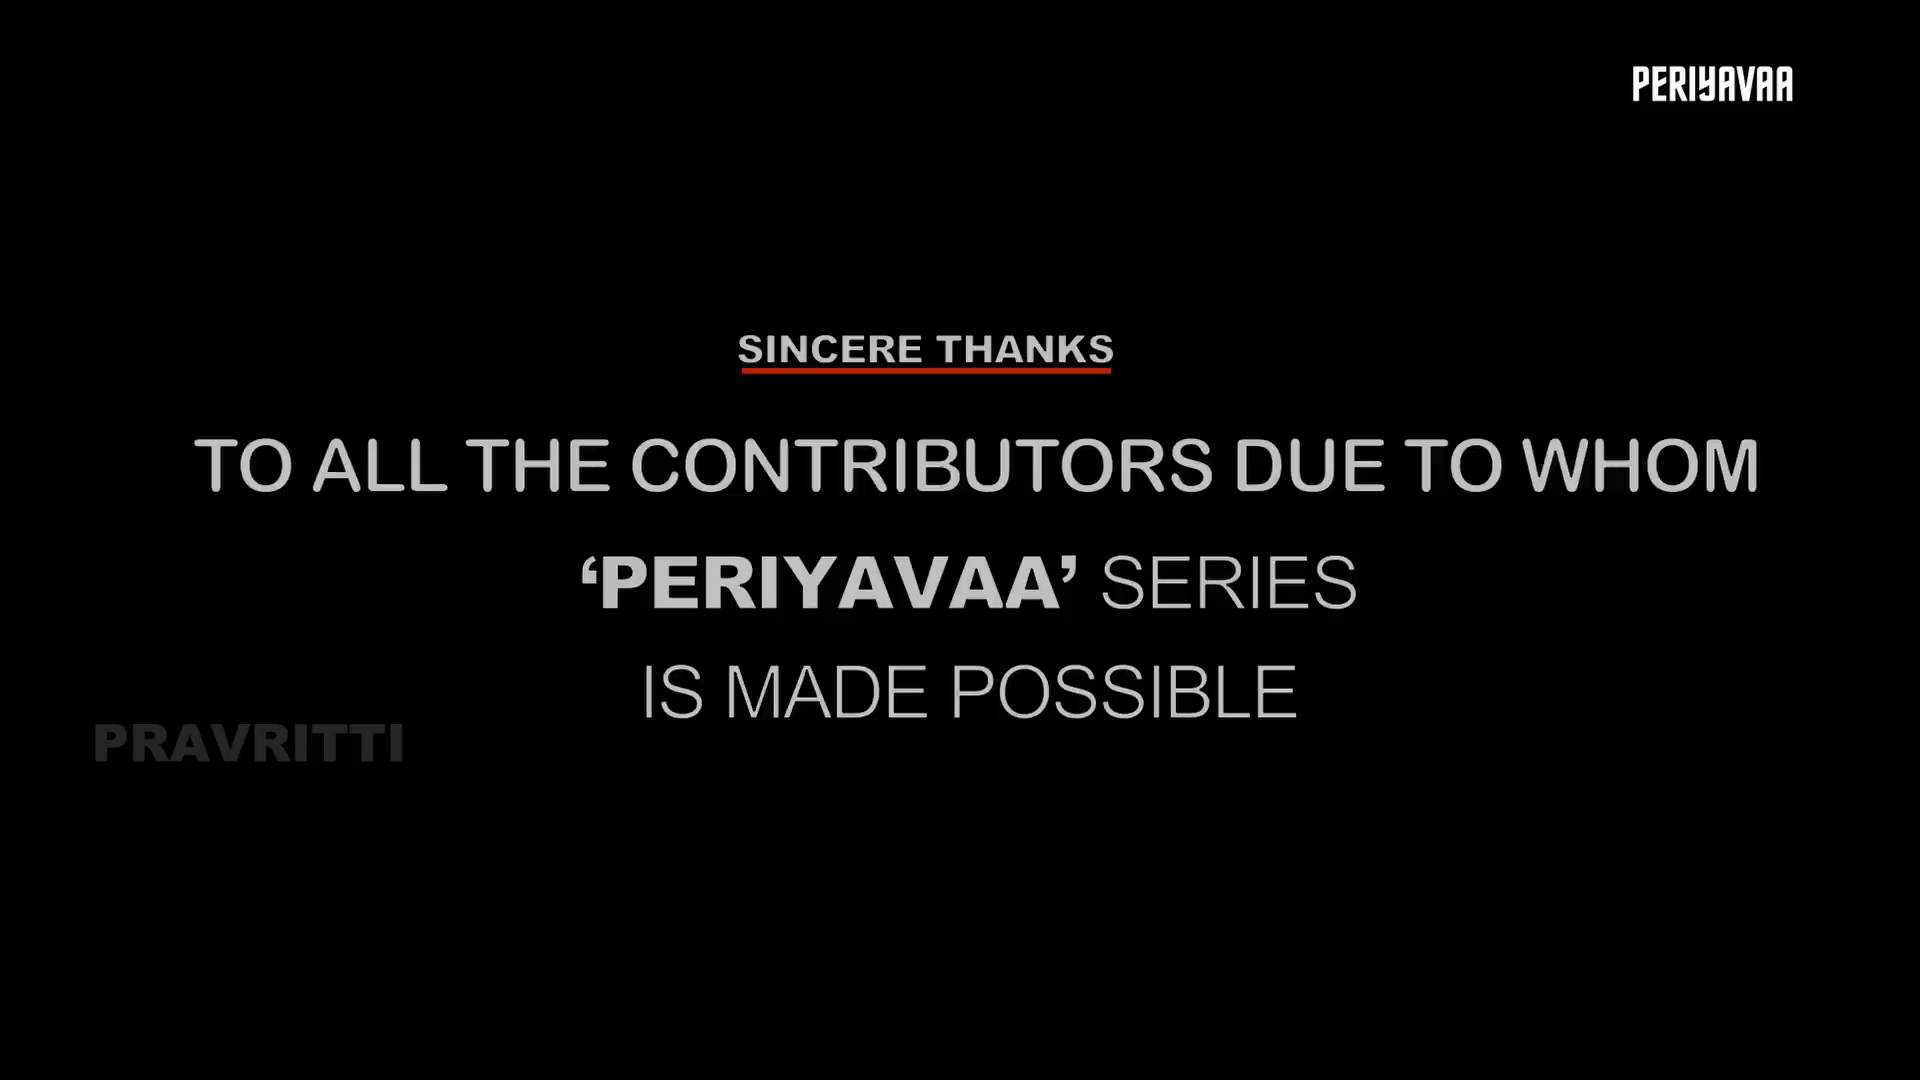 PERIYAVAA
SINCERE THANKS
TO ALL THE CONTRIBUTORS DUE TO WHOM
‘PERIYAVAA’ SERIES
IS MADE POSSIBLE
PRAVRITTI